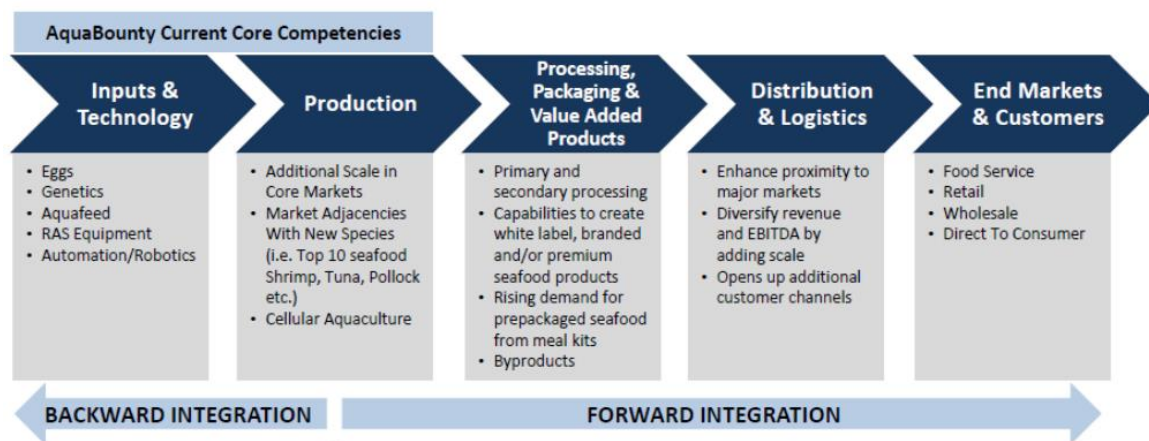 AquaBounty Current Core Competencies
Inputs &
Technology
• Eggs
• Genetics
• Aquafeed
• RAS Equipment
• Automation/Robotics
Production
• Additional Scale in
Core Markets
• Market Adjacencies
With New Species
(i.e. Top 10 seafood
Shrimp, Tuna, Pollock
etc.)
• Cellular Aquaculture
Processing,
Packaging &
Value Added
Products
• Primary and
secondary processing
• Capabilities to create
white label, branded
and/or premium
seafood products
• Rising demand for
prepackaged seafood
from meal kits
• Byproducts
Distribution
& Logistics
• Enhance proximity to
major markets
• Diversify revenue
and EBITDA by
adding scale
• Opens up additional
customer channels
End Markets
& Customers
• Food Service
• Retail
• Wholesale
• Direct To Consumer
BACKWARD INTEGRATION
FORWARD INTEGRATION